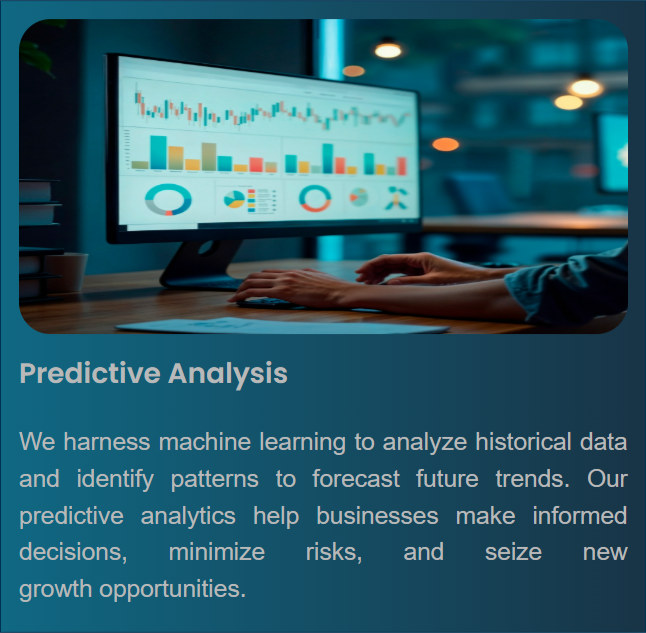 Predictive Analysis
We harness machine learning to analyze historical data
and identify patterns to forecast future trends. Our
predictive analytics help businesses make informed
decisions, minimize risks, and seize new
growth opportunities.